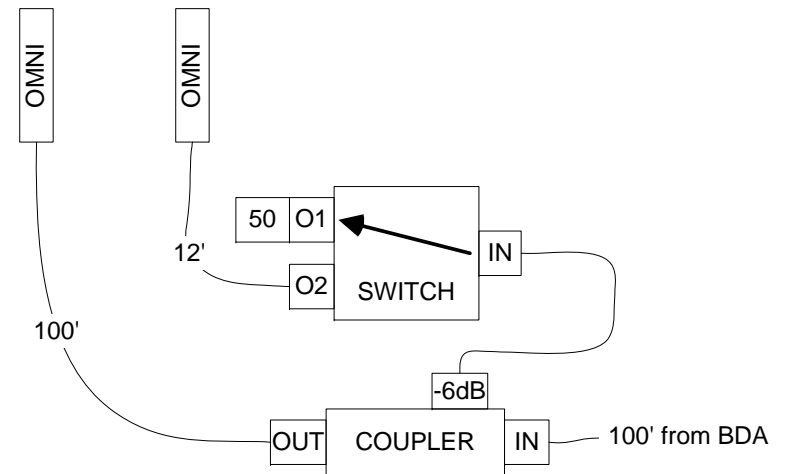 OMNI
OMNI
50
O1
12'
IN
O2
SWITCH
100'
-6dB
OUT
COUPLER
IN
100' from BDA